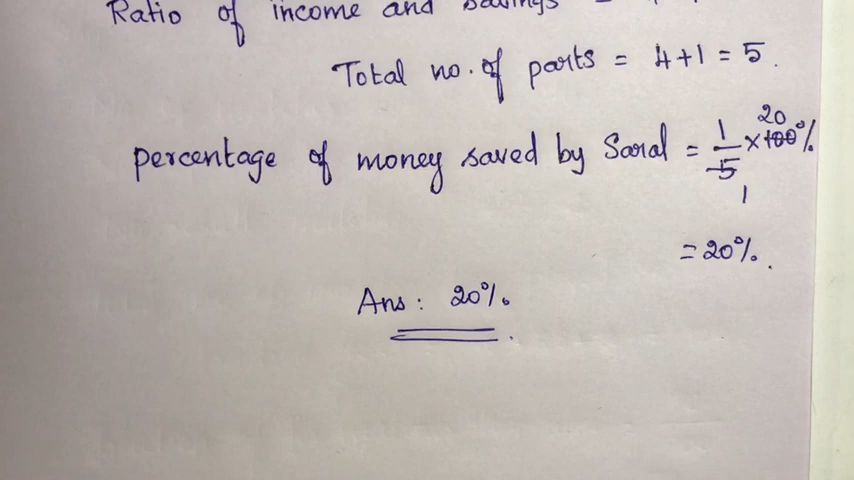 Ratio of income and savings =
Total no. of parts = 4+1 = 5.
percentage of money saved by Saral = 1/5 × 100% 20 1
= 20%.
Ans: 20%.